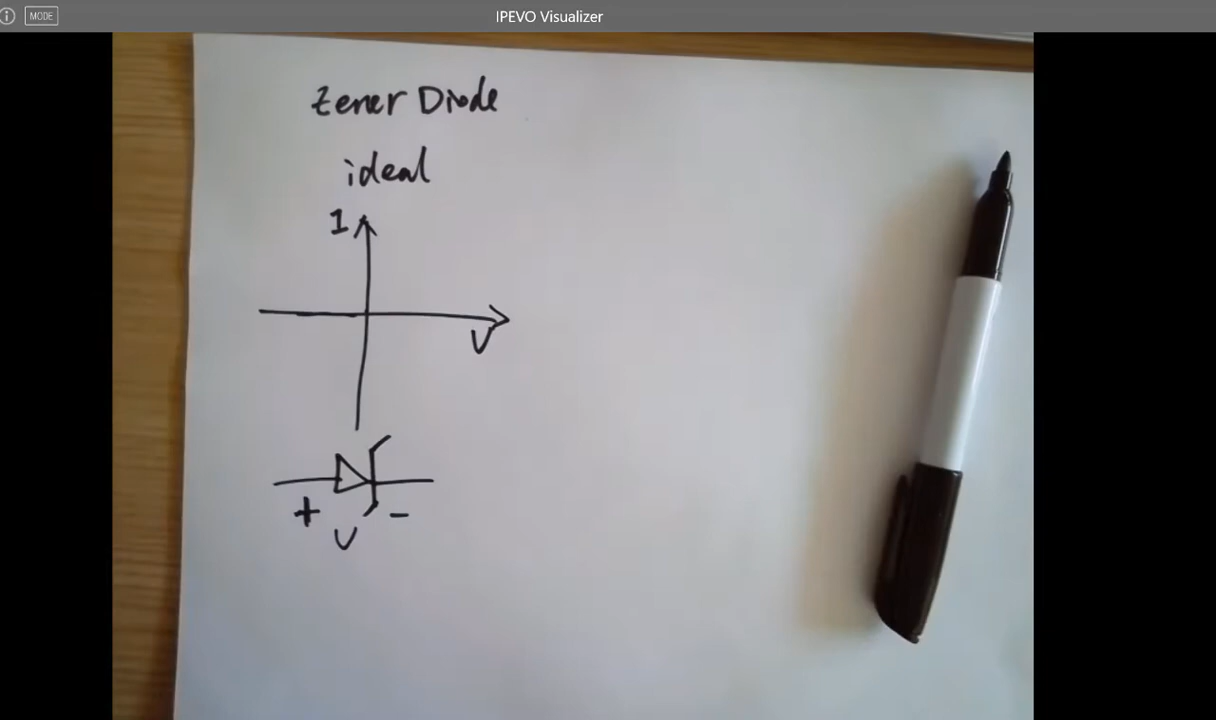 IPEVO Visualizer
MODE
Zener Diode
ideal
I
V
+ -
V